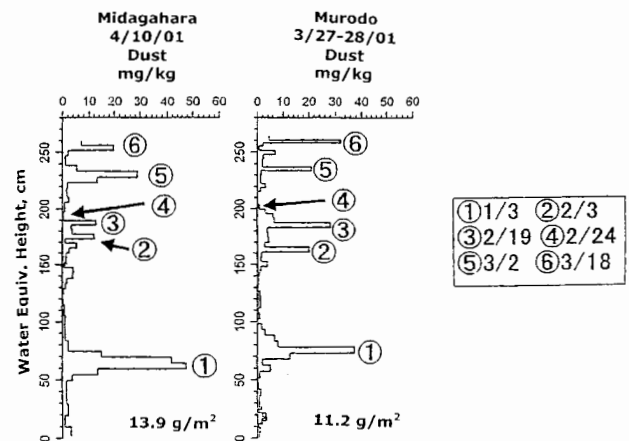 Midagahara
4/10/01
Dust
mg/kg
0 10 20 30 40 50 60
Murodo
3/27-28/01
Dust
mg/kg
0 10 20 30 40 50 60
Water Equiv. Height, cm
250
200
150
100
50
0
⑥
⑤
④
③
②
①
13.9 g/m²
250
200
150
100
50
0
⑥
⑤
④
③
②
①
11.2 g/m²
①1/3 ②2/3
③2/19 ④2/24
⑤3/2 ⑥3/18